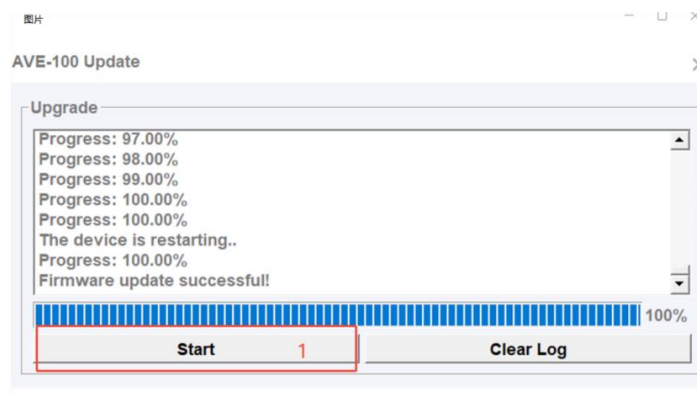 图片
AVE-100 Update
Upgrade
Progress: 97.00%
Progress: 98.00%
Progress: 99.00%
Progress: 100.00%
Progress: 100.00%
The device is restarting..
Progress: 100.00%
Firmware update successful!
100%
Start 1 Clear Log